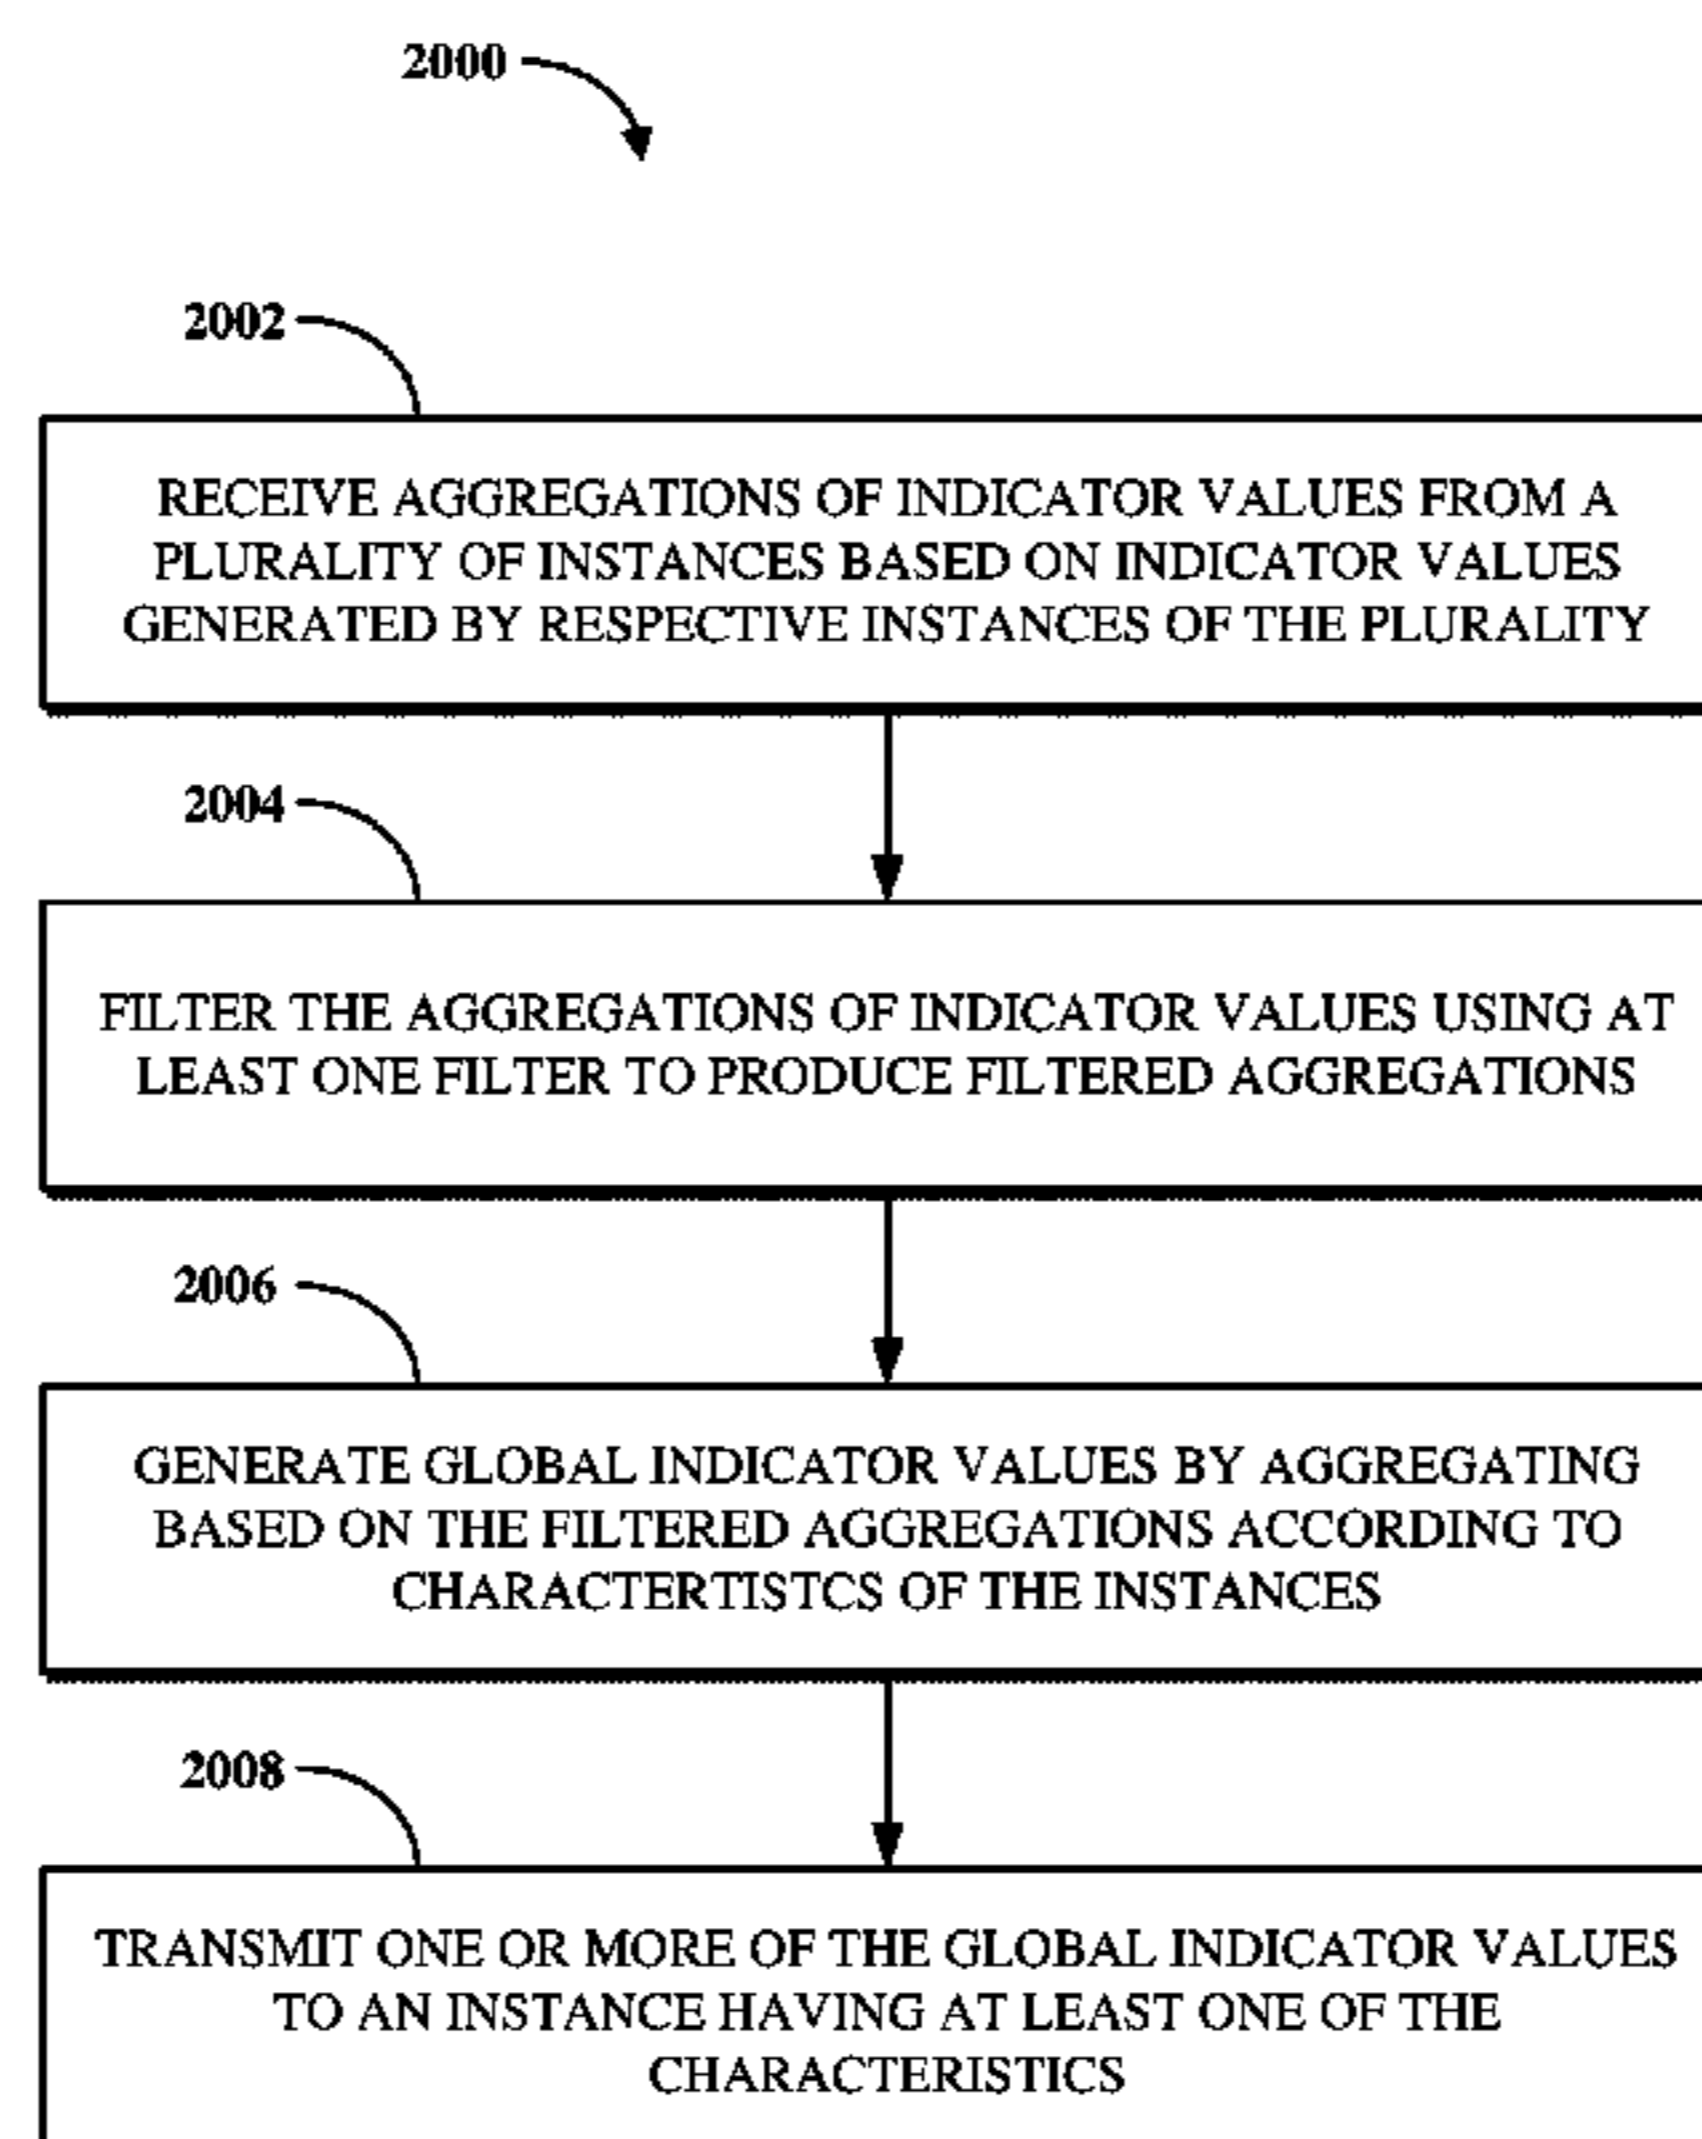 2000
2002
RECEIVE AGGREGATIONS OF INDICATOR VALUES FROM A
PLURALITY OF INSTANCES BASED ON INDICATOR VALUES
GENERATED BY RESPECTIVE INSTANCES OF THE PLURALITY
2004
FILTER THE AGGREGATIONS OF INDICATOR VALUES USING AT
LEAST ONE FILTER TO PRODUCE FILTERED AGGREGATIONS
2006
GENERATE GLOBAL INDICATOR VALUES BY AGGREGATING
BASED ON THE FILTERED AGGREGATIONS ACCORDING TO
CHARACTERTISTCS OF THE INSTANCES
2008
TRANSMIT ONE OR MORE OF THE GLOBAL INDICATOR VALUES
TO AN INSTANCE HAVING AT LEAST ONE OF THE
CHARACTERISTICS